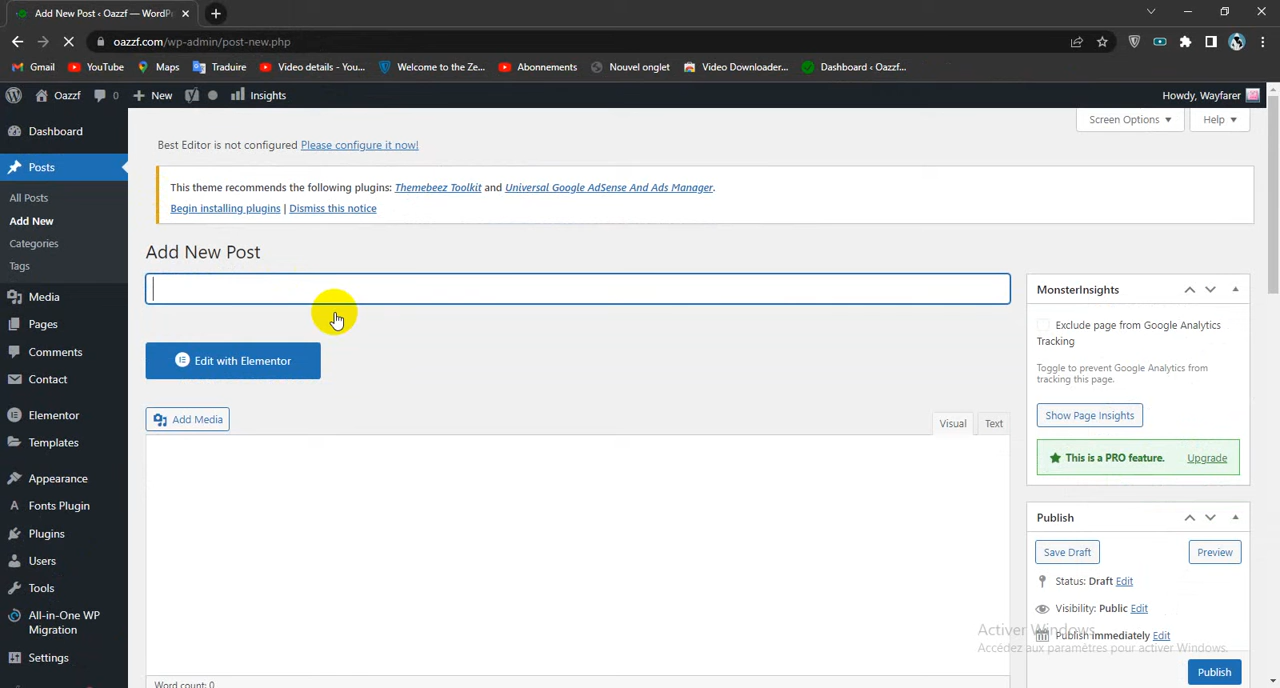 Add New Post ‹ Oazzf — WordPr
oazzf.com/wp-admin/post-new.php
Gmail
YouTube
Maps
Traduire
Video details - You...
Welcome to the Ze...
Abonnements
Nouvel onglet
Video Downloader...
Dashboard ‹ Oazzf...
Oazzf
0
New
Insights
Howdy, Wayfarer
Dashboard
Posts
All Posts
Add New
Categories
Tags
Media
Pages
Comments
Contact
Elementor
Templates
Appearance
Fonts Plugin
Plugins
Users
Tools
All-in-One WP
Migration
Settings
Screen Options
Help
Best Editor is not configured Please configure it now!
This theme recommends the following plugins: Themebeez Toolkit and Universal Google AdSense And Ads Manager.
Begin installing plugins | Dismiss this notice
Add New Post
Edit with Elementor
Add Media
Visual
Text
Word count: 0
MonsterInsights
Exclude page from Google Analytics
Tracking
Toggle to prevent Google Analytics from
tracking this page.
Show Page Insights
This is a PRO feature.
Upgrade
Publish
Save Draft
Preview
Status: Draft Edit
Visibility: Public Edit
Publish immediately Edit
Activer Windows
Accédez aux paramètres pour activer Windows.
Publish